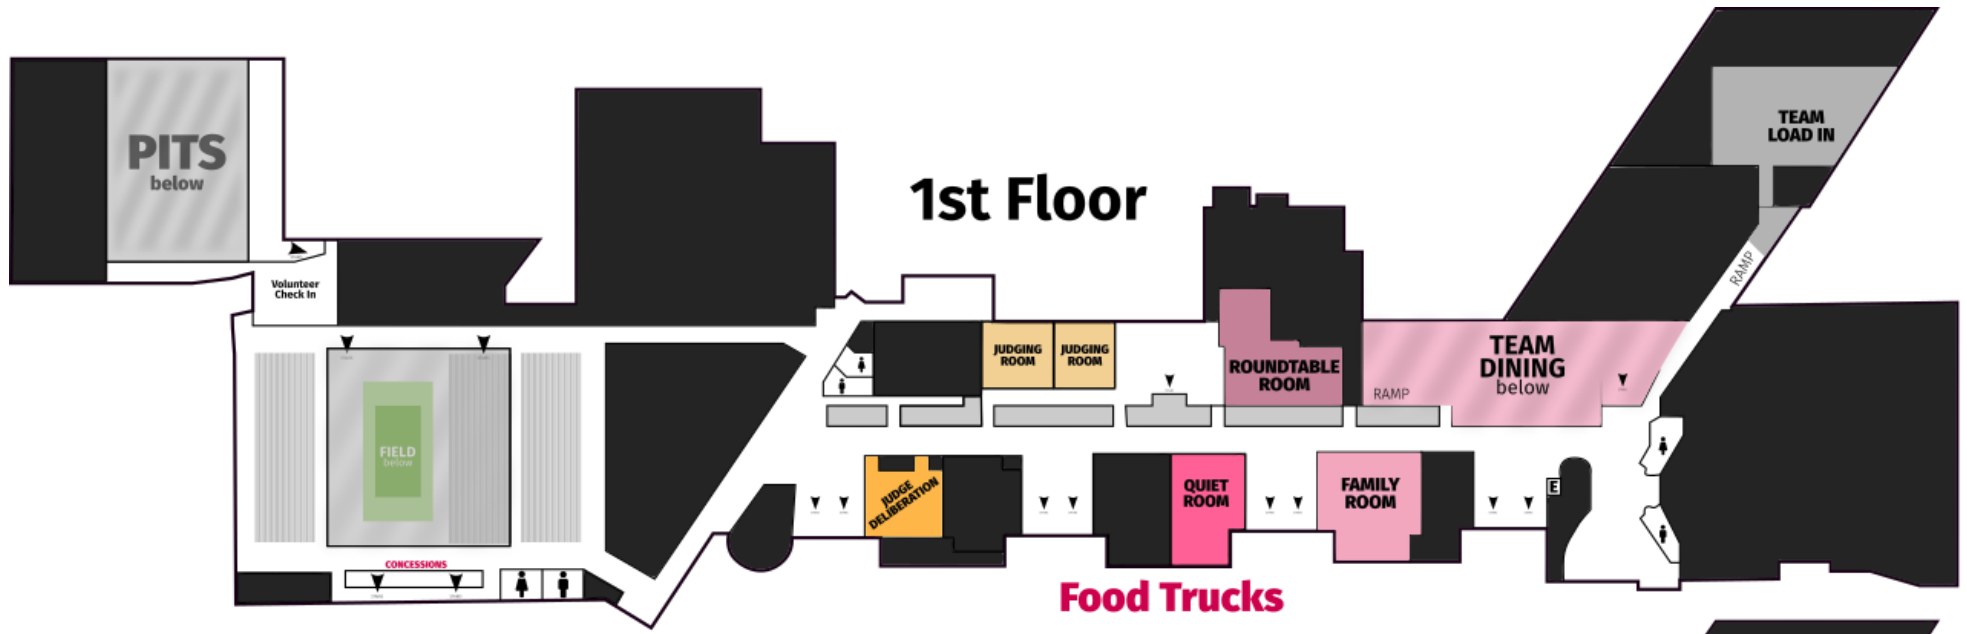 PITS
below
Volunteer
Check In
1st Floor
TEAM
LOAD IN
RAMP
JUDGING
ROOM
JUDGING
ROOM
ROUNDTABLE
ROOM
TEAM
DINING
below
RAMP
FIELD
below
JUDGE
DELIBERATION
QUIET
ROOM
FAMILY
ROOM
E
CONCESSIONS
Food Trucks